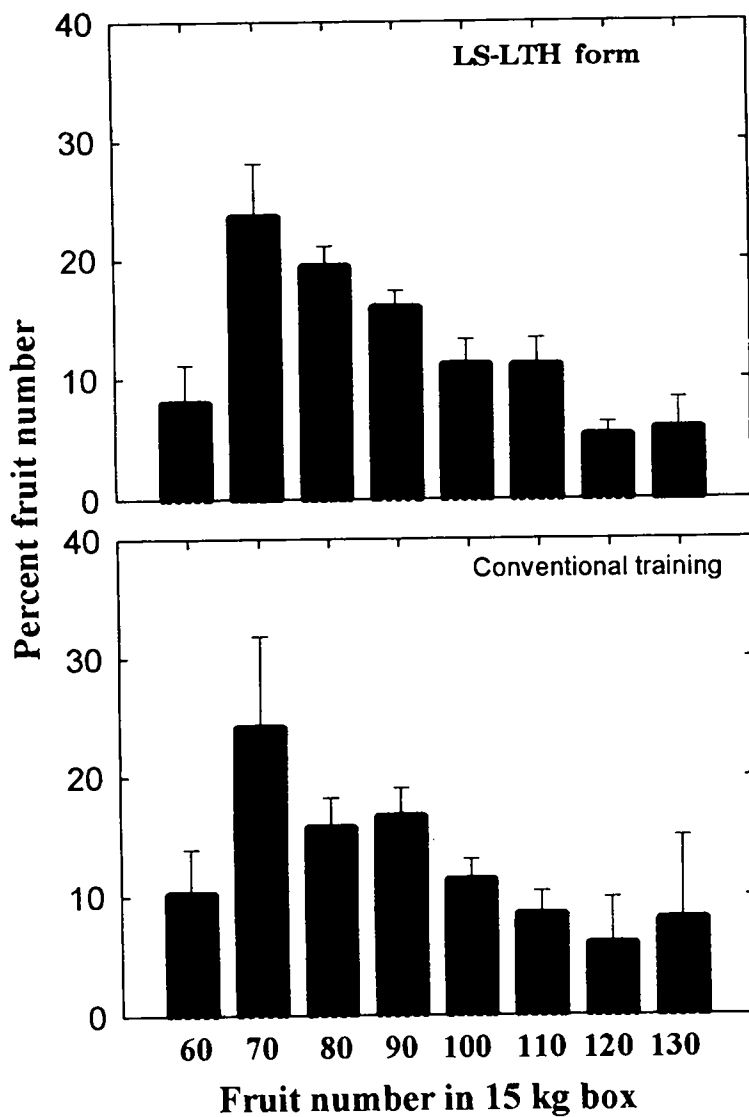 40
LS-LTH form
30
20
10
0
Percent fruit number
40
Conventional training
30
20
10
0
60 70 80 90 100 110 120 130
Fruit number in 15 kg box